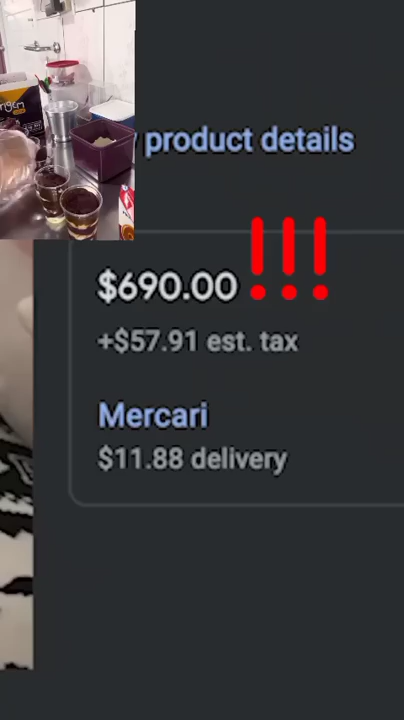 product details
$690.00 !!!
+$57.91 est. tax
Mercari
$11.88 delivery